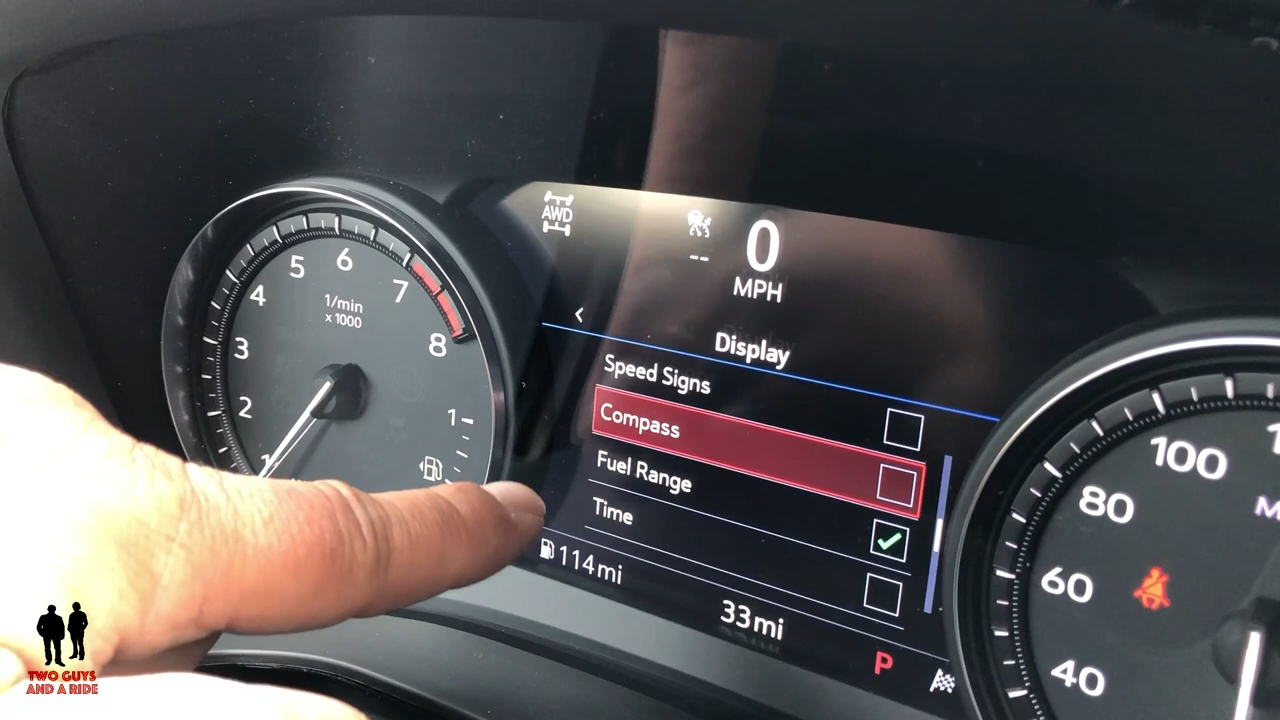 AWD
--
0
MPH
<
Display
Speed Signs
Compass
Fuel Range
Time
114 mi
33 mi
P
1/min
x 1000
2
3
4
5
6
7
8
1
40
60
80
100
TWO GUYS
AND A RIDE